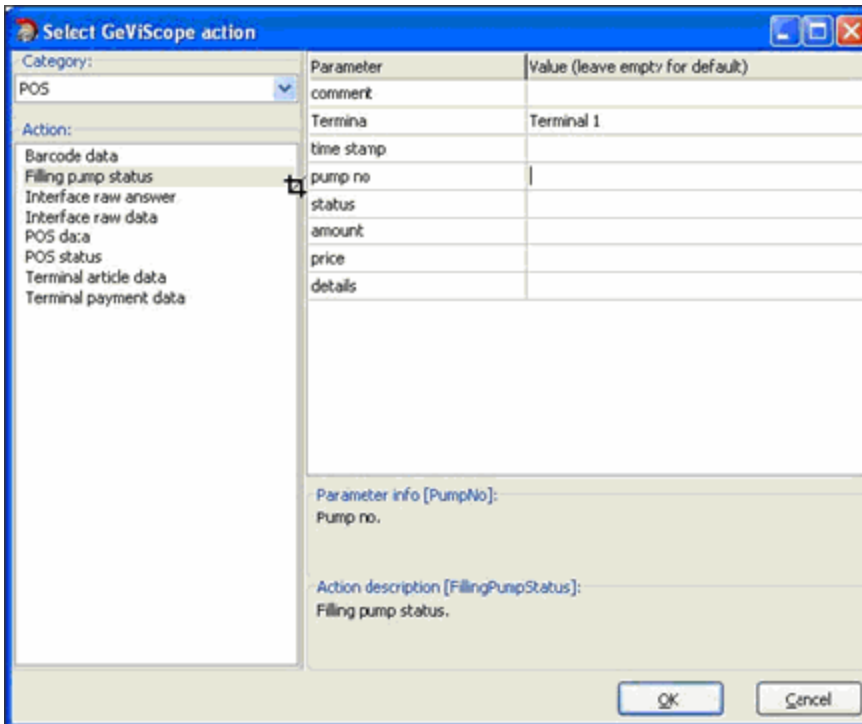 Select GeViScope action
Category:
POS
Action:
Barcode data
Filling pump status
Interface raw answer
Interface raw data
POS data
POS status
Terminal article data
Terminal payment data
Parameter Value (leave empty for default)
comment
Termina Terminal 1
time stamp
pump no
status
amount
price
details
Parameter info [PumpNo]:
Pump no.
Action description [FillingPumpStatus]:
Filling pump status.
OK Cancel